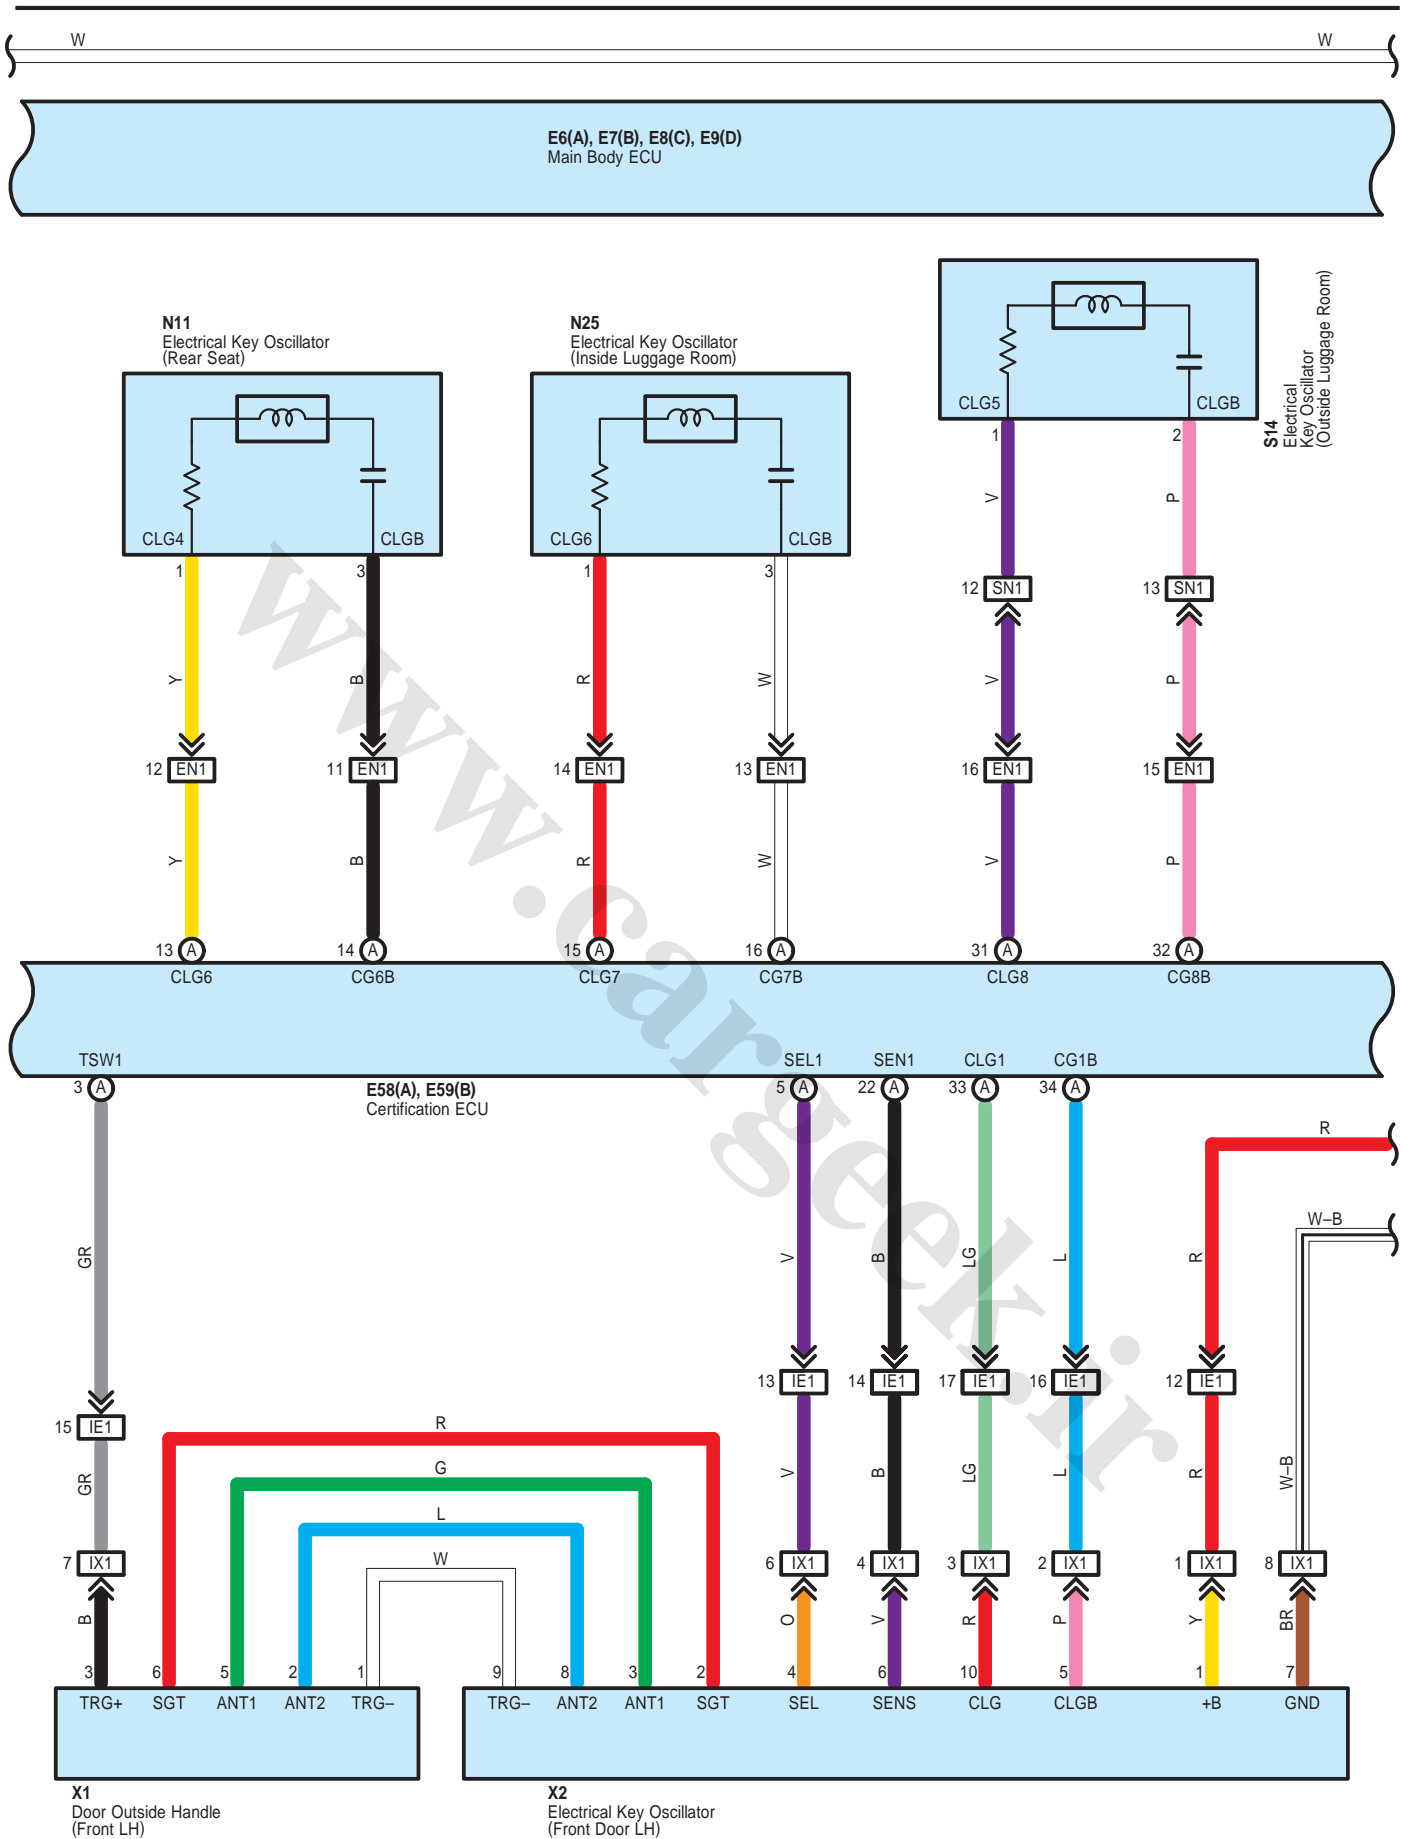 W W
E6(A), E7(B), E8(C), E9(D)
Main Body ECU
N11
Electrical Key Oscillator
(Rear Seat)
N25
Electrical Key Oscillator
(Inside Luggage Room)
S14
Electrical
Key Oscillator
(Outside Luggage Room)
CLG5 CLGB
1 2
V P
CLG4 CLGB CLG6 CLGB
1 3 1 3
12 SN1 13 SN1
Y B R W V P
12 EN1 11 EN1 14 EN1 13 EN1 16 EN1 15 EN1
Y B R W V P
13 A 14 A 15 A 16 A 31 A 32 A
CLG6 CG6B CLG7 CG7B CLG8 CG8B
TSW1 SEL1 SEN1 CLG1 CG1B
3 A 5 A 22 A 33 A 34 A
E58(A), E59(B)
Certification ECU
R
W–B
GR V B LG L R
13 IE1 14 IE1 17 IE1 16 IE1 12 IE1
15 IE1
R
G
L
W
GR V B LG L R W–B
7 IX1 6 IX1 4 IX1 3 IX1 2 IX1 1 IX1 8 IX1
B O V R P Y BR
3 6 5 2 1 9 8 3 2 4 6 10 5 1 7
TRG+ SGT ANT1 ANT2 TRG– TRG– ANT2 ANT1 SGT SEL SENS CLG CLGB +B GND
X1
Door Outside Handle
(Front LH)
X2
Electrical Key Oscillator
(Front Door LH)
www.cargeek.ir